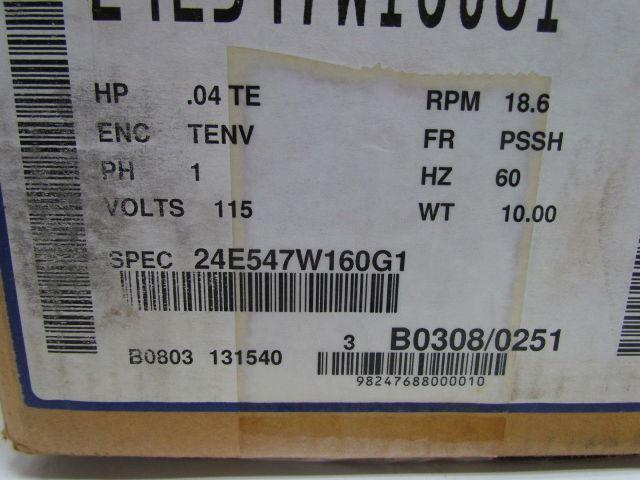 24E547W160G1
HP .04 TE RPM 18.6
ENC TENV FR PSSH
PH 1 HZ 60
VOLTS 115 WT 10.00
SPEC 24E547W160G1
3 B0308/0251
B0803 131540
98247688000010